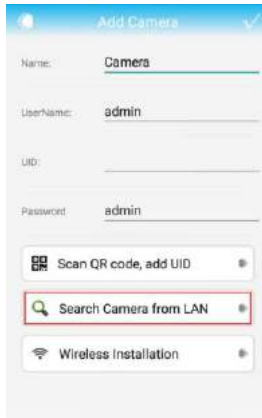 Add Camera
Name: Camera
UserName: admin
UID:
Password admin
Scan QR code, add UID
Search Camera from LAN
Wireless Installation